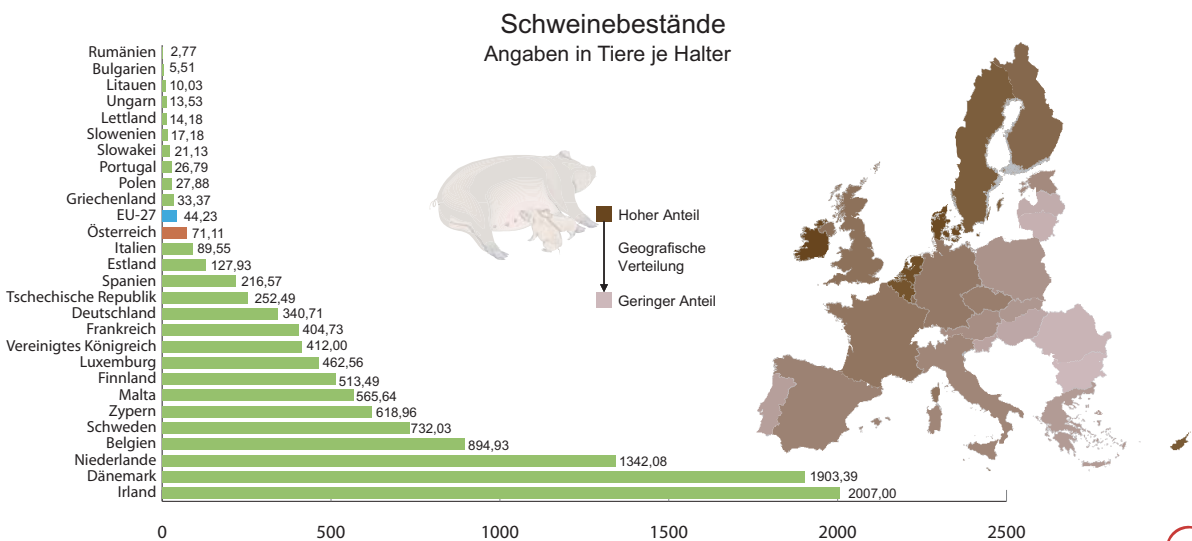 Schweinebestände
Angaben in Tiere je Halter
Rumänien 2,77
Bulgarien 5,51
Litauen 10,03
Ungarn 13,53
Lettland 14,18
Slowenien 17,18
Slowakei 21,13
Portugal 26,79
Polen 27,88
Griechenland 33,37
EU-27 44,23
Österreich 71,11
Italien 89,55
Estland 127,93
Spanien 216,57
Tschechische Republik 252,49
Deutschland 340,71
Frankreich 404,73
Vereinigtes Königreich 412,00
Luxemburg 462,56
Finnland 513,49
Malta 565,64
Zypern 618,96
Schweden 732,03
Belgien 894,93
Niederlande 1342,08
Dänemark 1903,39
Irland 2007,00
0 500 1000 1500 2000 2500
Hoher Anteil
Geografische
Verteilung
Geringer Anteil